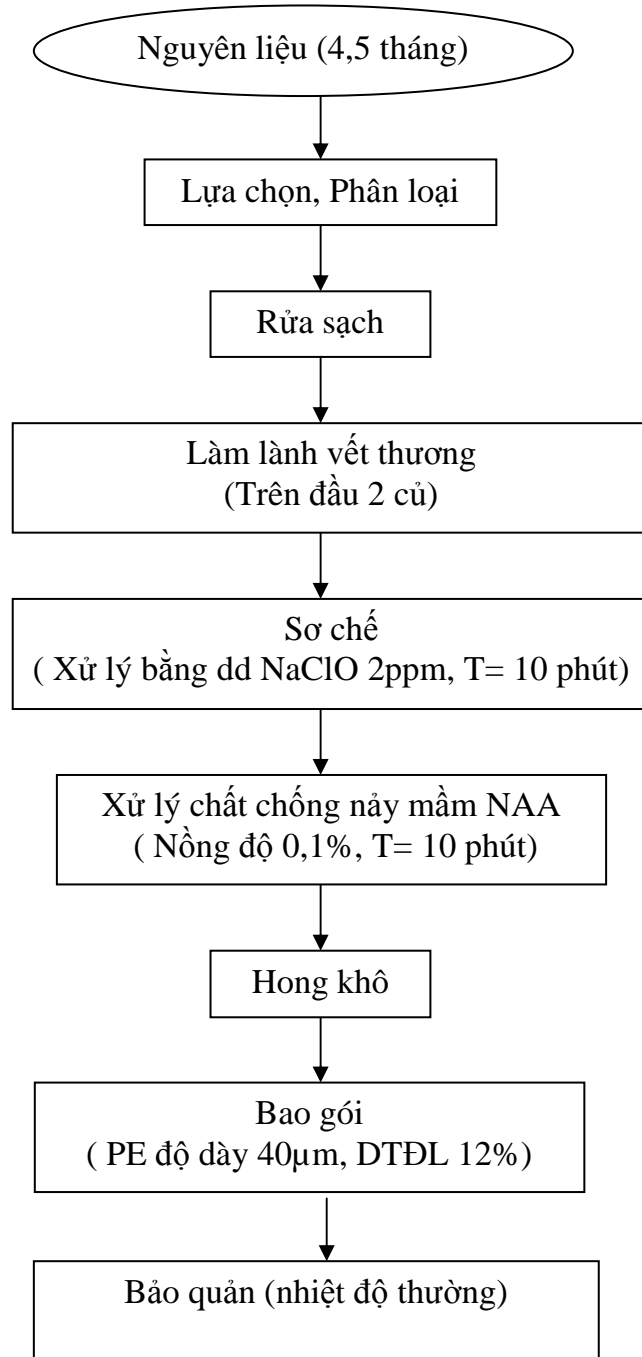 Nguyên liệu (4,5 tháng)
Lựa chọn, Phân loại
Rửa sạch
Làm lành vết thương
(Trên đầu 2 củ)
Sơ chế
( Xử lý bằng dd NaClO 2ppm, T= 10 phút)
Xử lý chất chống nảy mầm NAA
( Nồng độ 0,1%, T= 10 phút)
Hong khô
Bao gói
( PE độ dày 40µm, DTĐL 12%)
Bảo quản (nhiệt độ thường)